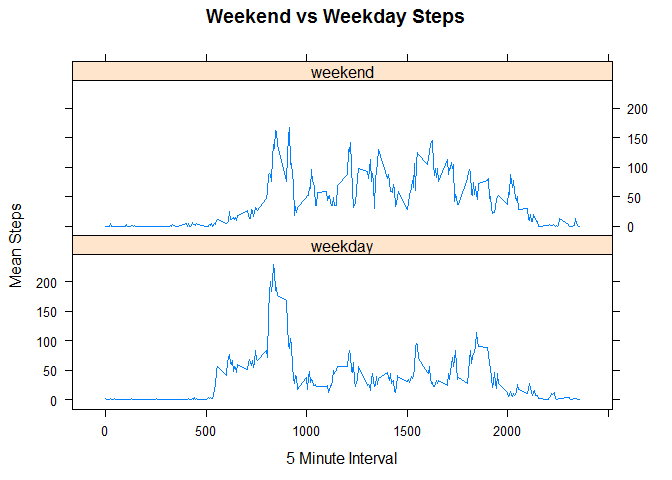 Weekend vs Weekday Steps
weekend
200
150
100
50
0
weekday
200
150
100
50
0
Mean Steps
0 500 1000 1500 2000
5 Minute Interval